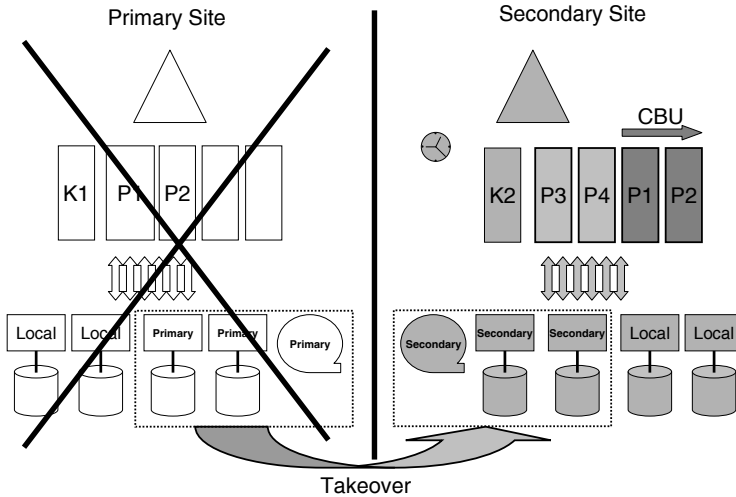 Primary Site
Secondary Site
CBU
K1 P1 P2
K2 P3 P4 P1 P2
Local Local Primary Primary Primary
Secondary Secondary Secondary Local Local
Takeover